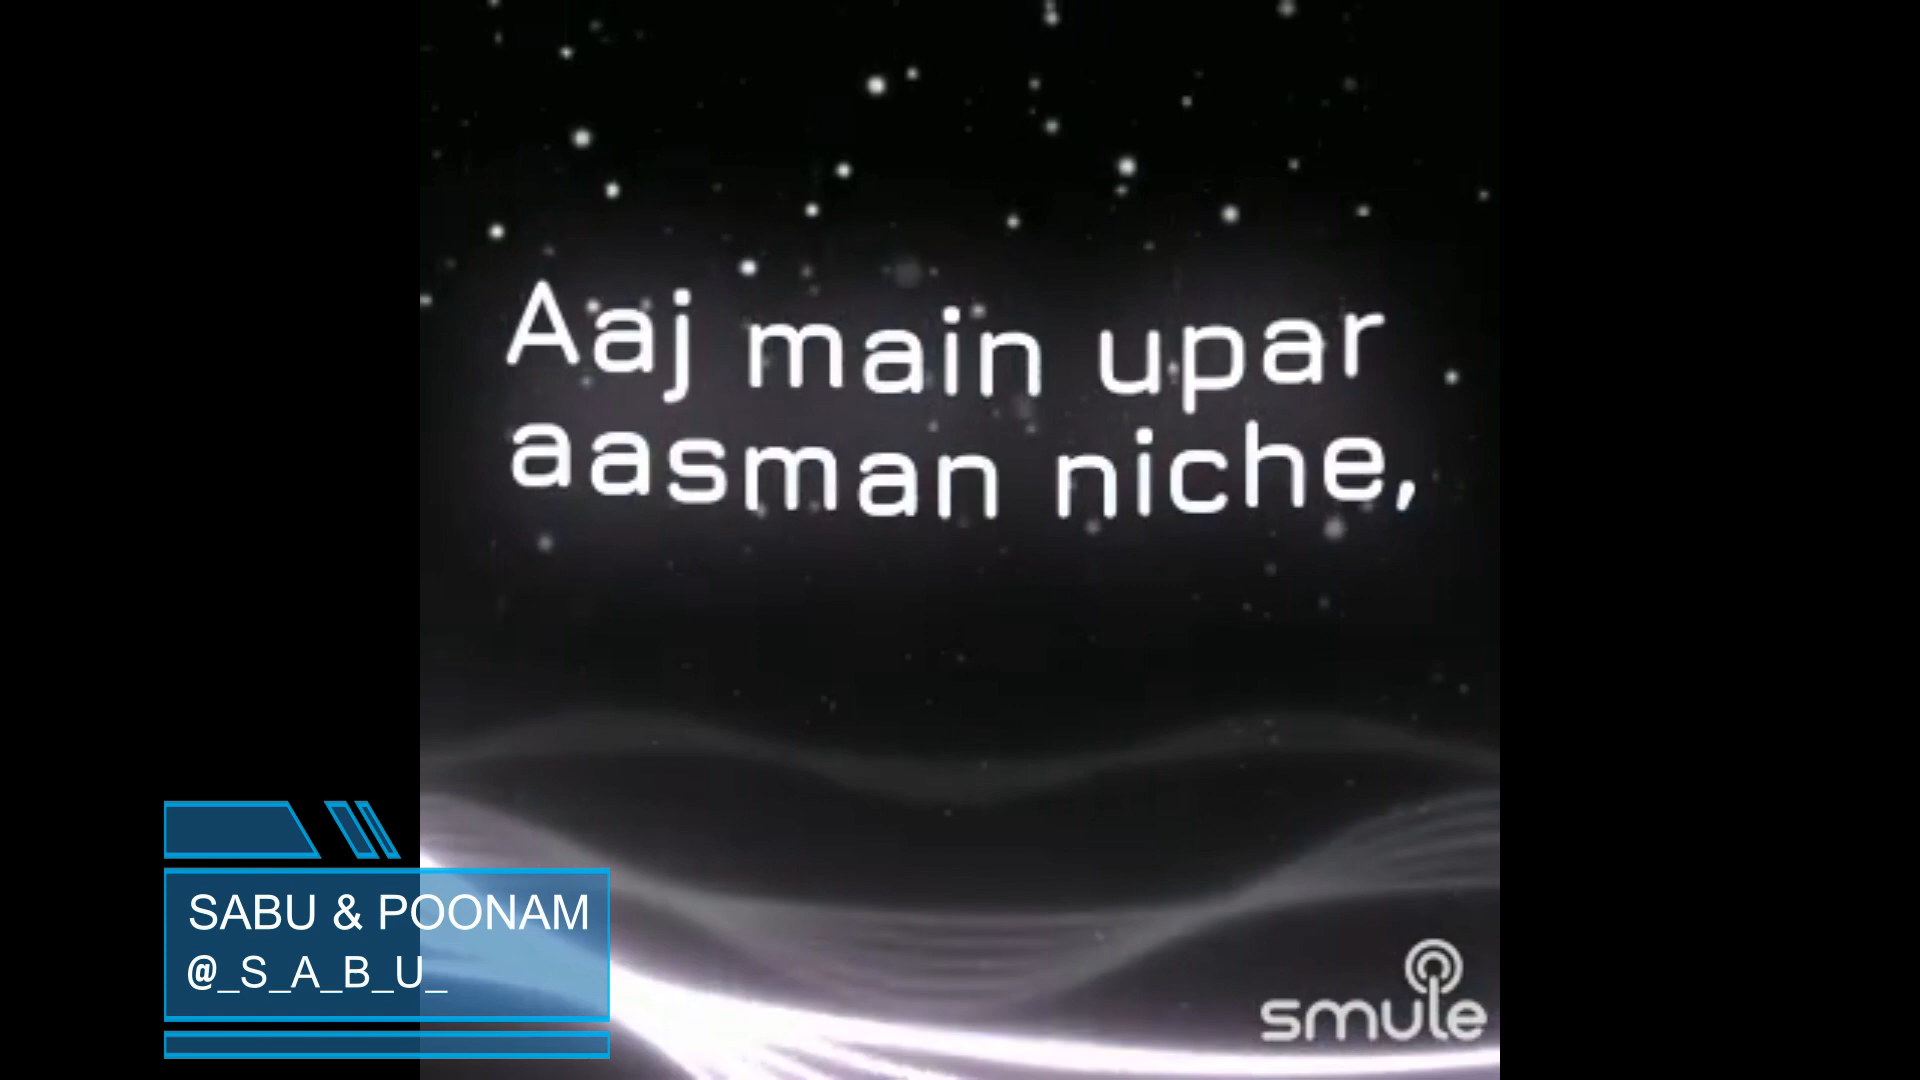 Aaj main upar
aasman niche,
SABU & POONAM
@_S_A_B_U_
smule